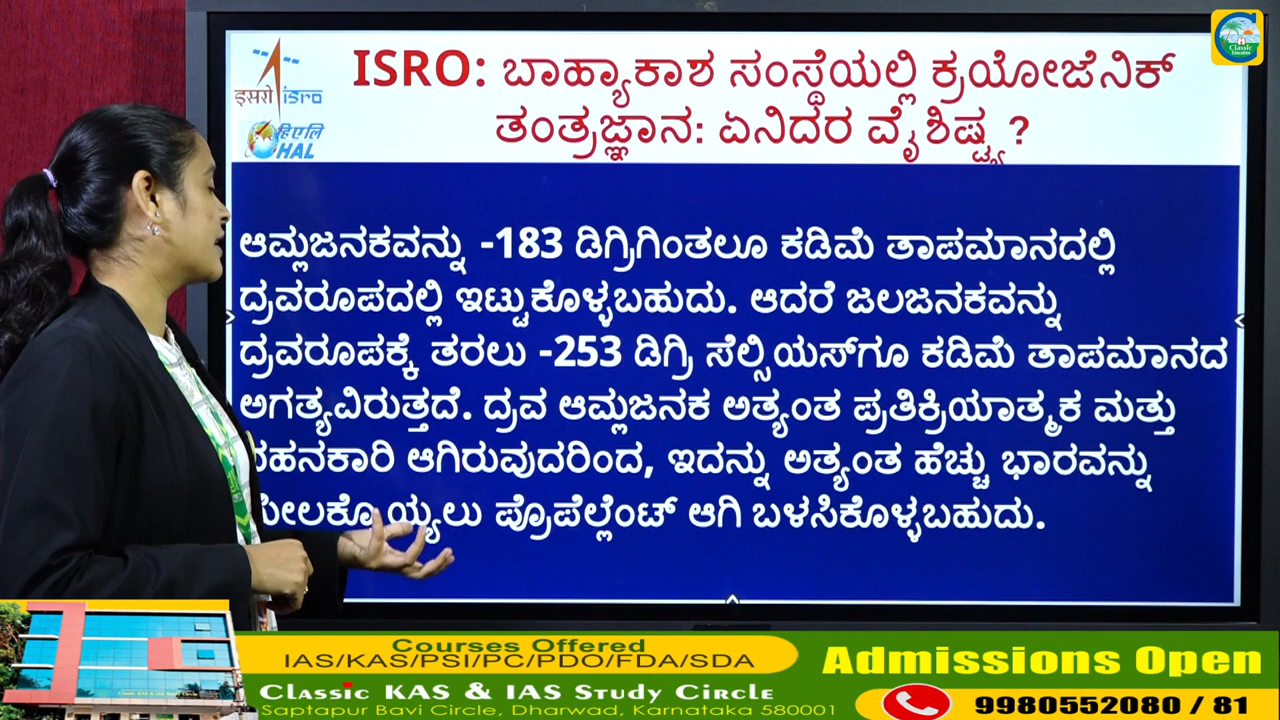 Classic
Education
इसरो isro
हिएलि
HAL
ISRO: ಬಾಹ್ಯಾಕಾಶ ಸಂಸ್ಥೆಯಲ್ಲಿ ಕ್ರಯೋಜೆನಿಕ್
ತಂತ್ರಜ್ಞಾನ: ಏನಿದರ ವೈಶಿಷ್ಟ್ಯ ?
ಆಮ್ಲಜನಕವನ್ನು -183 ಡಿಗ್ರಿಗಿಂತಲೂ ಕಡಿಮೆ ತಾಪಮಾನದಲ್ಲಿ
ದ್ರವರೂಪದಲ್ಲಿ ಇಟ್ಟುಕೊಳ್ಳಬಹುದು. ಆದರೆ ಜಲಜನಕವನ್ನು
ದ್ರವರೂಪಕ್ಕೆ ತರಲು -253 ಡಿಗ್ರಿ ಸೆಲ್ಸಿಯಸ್‌ಗೂ ಕಡಿಮೆ ತಾಪಮಾನದ
ಅಗತ್ಯವಿರುತ್ತದೆ. ದ್ರವ ಆಮ್ಲಜನಕ ಅತ್ಯಂತ ಪ್ರತಿಕ್ರಿಯಾತ್ಮಕ ಮತ್ತು
ದಹನಕಾರಿ ಆಗಿರುವುದರಿಂದ, ಇದನ್ನು ಅತ್ಯಂತ ಹೆಚ್ಚು ಭಾರವನ್ನು
ಮೇಲಕ್ಕೊಯ್ಯಲು ಪ್ರೊಪೆಲ್ಲೆಂಟ್ ಆಗಿ ಬಳಸಿಕೊಳ್ಳಬಹುದು.
Courses Offered
IAS/KAS/PSI/PC/PDO/FDA/SDA
Admissions Open
Classic KAS & IAS Study Circle
Saptapur Bavi Circle, Dharwad, Karnataka 580001
9980552080 / 81